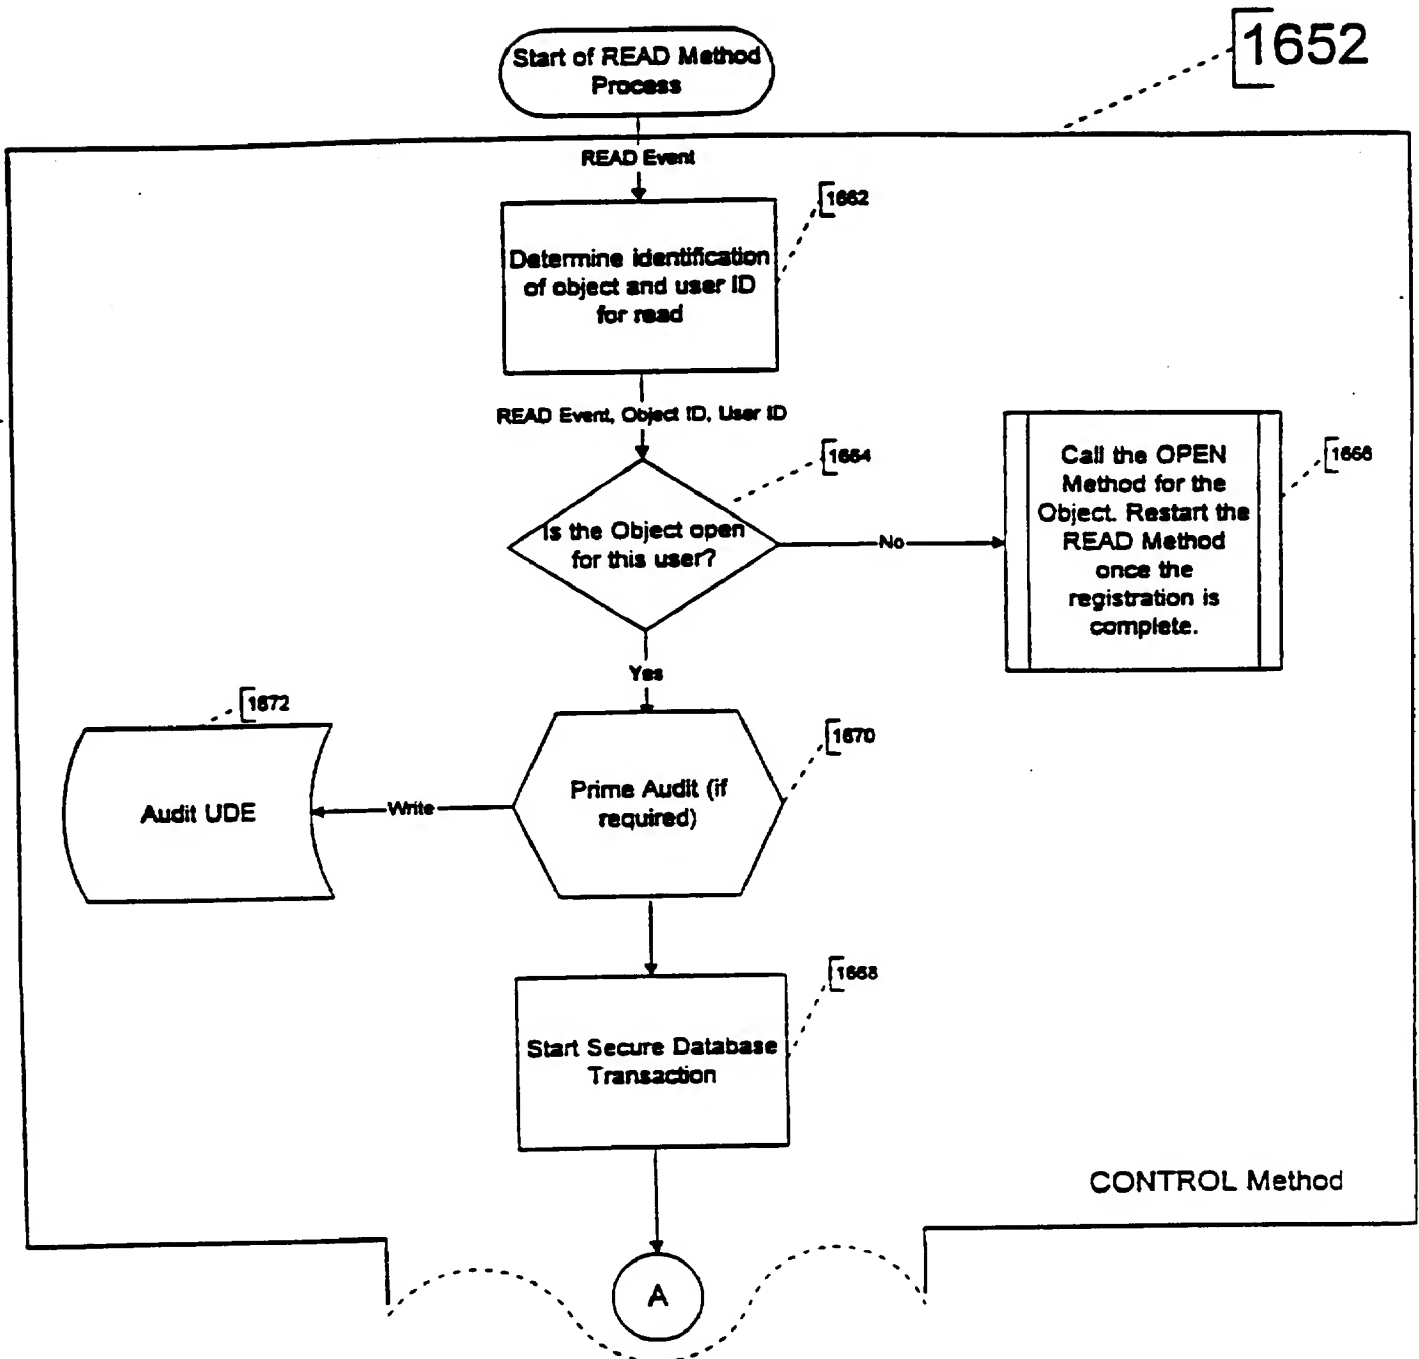 1652
Start of READ Method
Process
READ Event
1662
Determine identification
of object and user ID
for read
READ Event, Object ID, User ID
1664
Is the Object open
for this user?
No
Call the OPEN
Method for the
Object. Restart the
READ Method
once the
registration is
complete.
1666
Yes
1672
Audit UDE
Write
Prime Audit (if
required)
1670
1668
Start Secure Database
Transaction
CONTROL Method
A